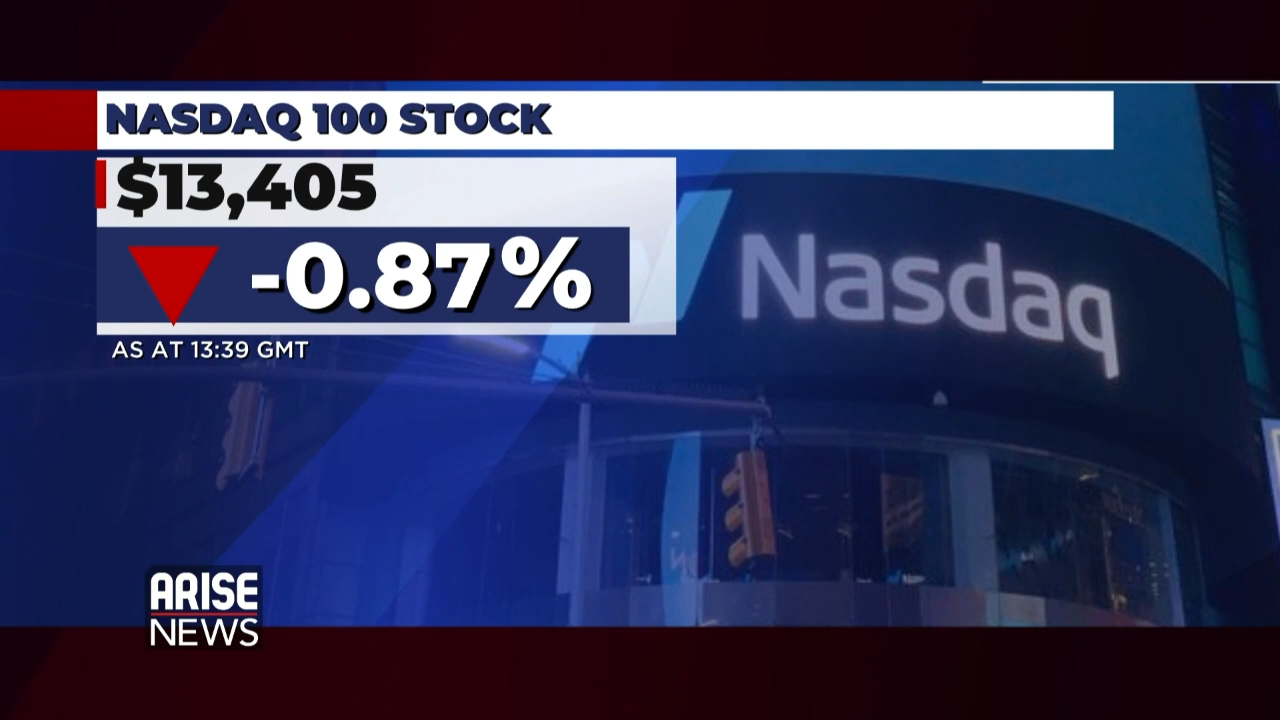 NASDAQ 100 STOCK
$13,405
-0.87%
AS AT 13:39 GMT
Nasdaq
ARISE
NEWS